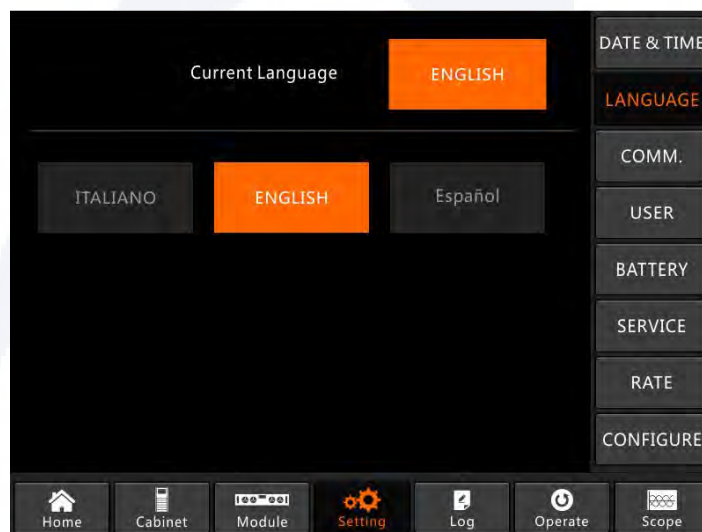 Current Language
ENGLISH
ITALIANO
ENGLISH
Español
DATE & TIME
LANGUAGE
COMM.
USER
BATTERY
SERVICE
RATE
CONFIGURE
Home
Cabinet
Module
Setting
Log
Operate
Scope